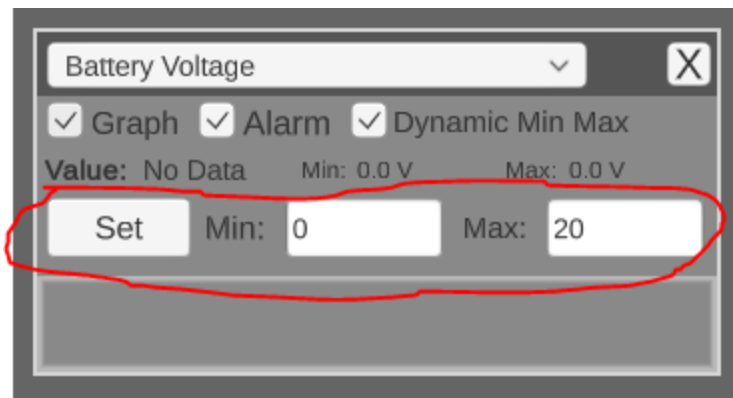 Battery Voltage X
Graph Alarm Dynamic Min Max
Value: No Data Min: 0.0 V Max: 0.0 V
Set Min: 0 Max: 20